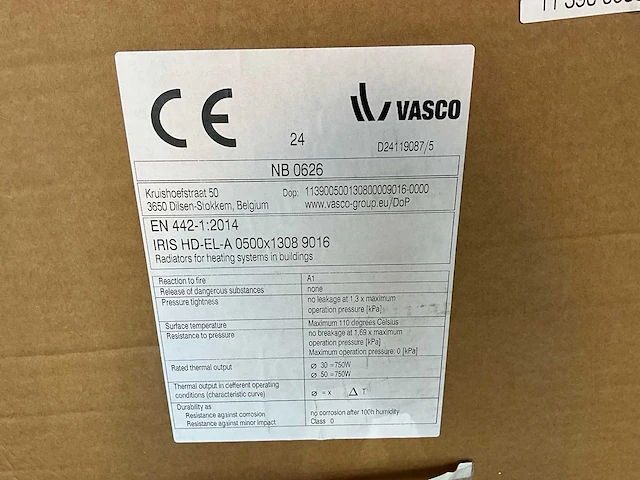 CE
VASCO
24
D24119087/5
NB 0626
Kruishoefstraat 50
3650 Dilsen-Stokkem, Belgium
Dop: 113900500130800009016-0000
www.vasco-group.eu/DoP
EN 442-1:2014
IRIS HD-EL-A 0500x1308 9016
Radiators for heating systems in buildings
Reaction to fire A1
Release of dangerous substances none
Pressure tightness no leakage at 1,3 x maximum
operation pressure [kPa]
Surface temperature Maximum 110 degrees Celsius
Resistance to pressure no breakage at 1,69 x maximum
operation pressure [kPa]
Maximum operation pressure: 0 [kPa]
Rated thermal output ⌀ 30 =750W
⌀ 50 =750W
Thermal output in defferent operating
conditions (characteristic curve) ⌀ = x Δ T
Durability as
Resistance against corrosion no corrosion after 100h humidity
Resistance against minor impact Class 0